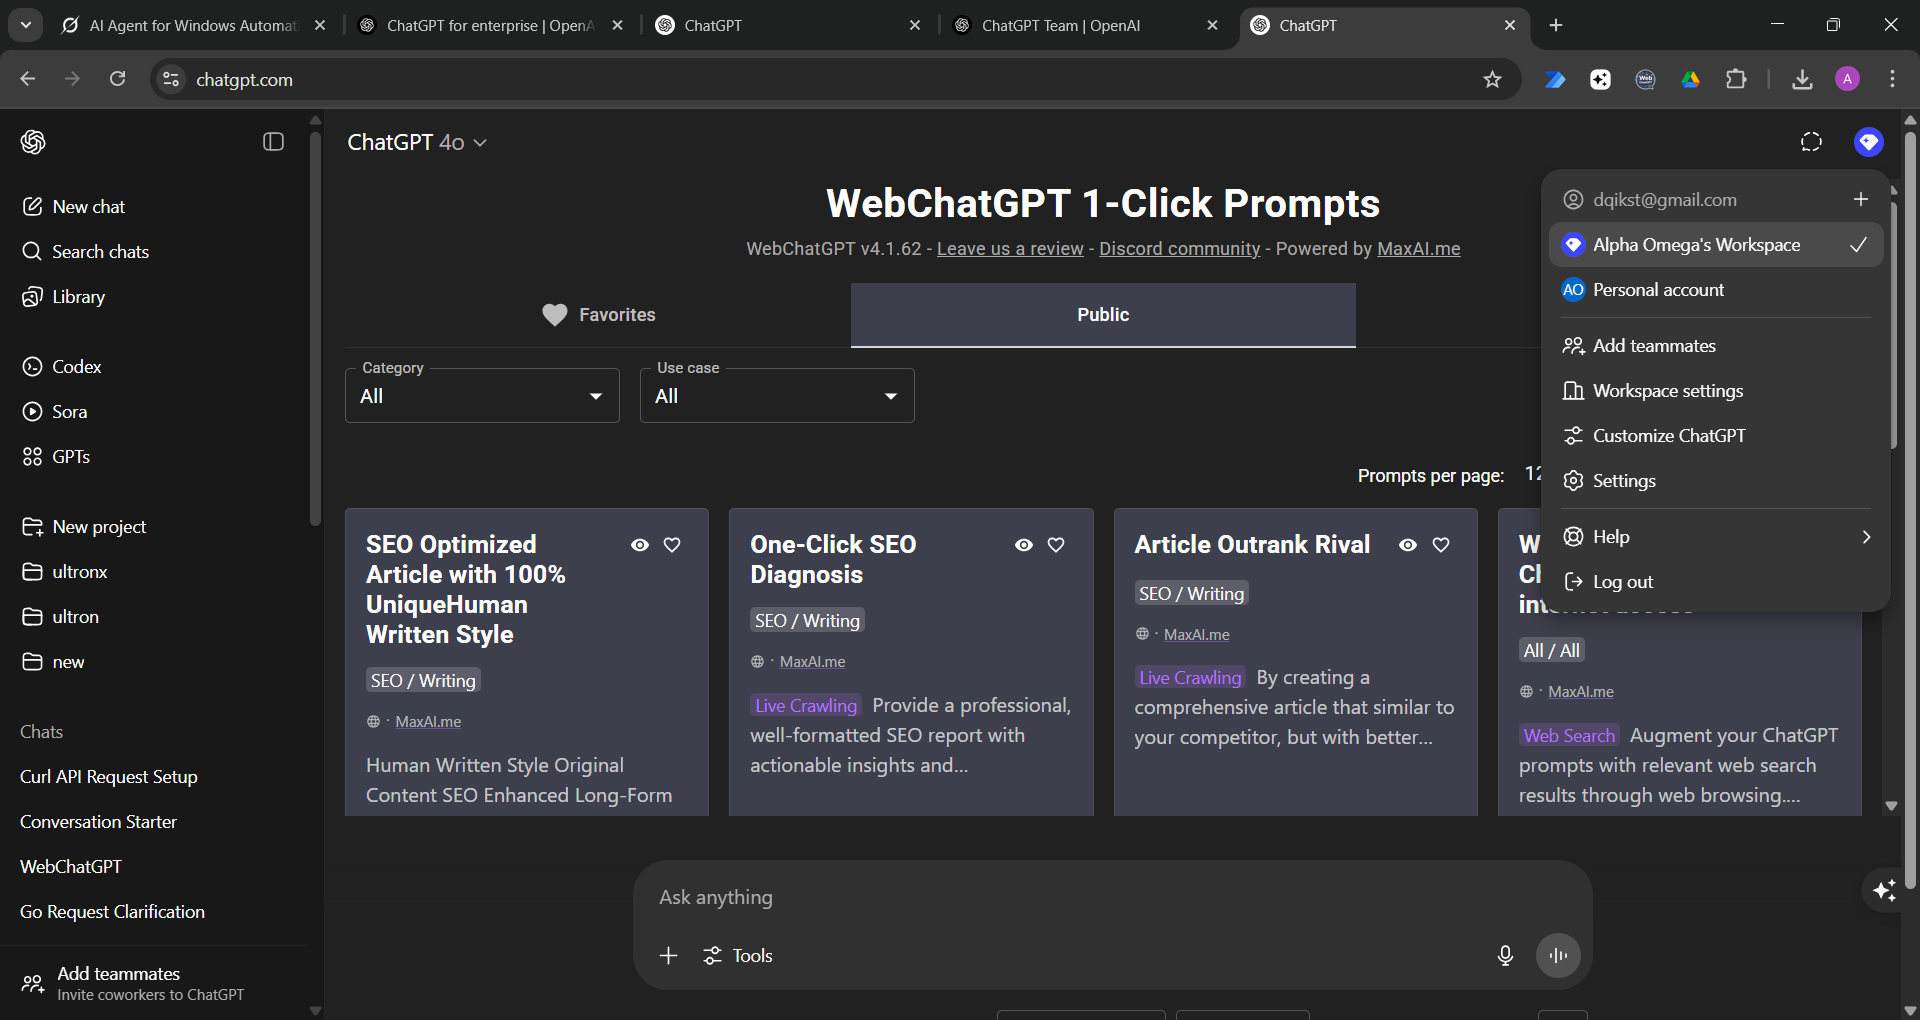 AI Agent for Windows Automat
ChatGPT for enterprise | OpenA
ChatGPT
ChatGPT Team | OpenAI
ChatGPT
chatgpt.com
A
ChatGPT 4o
New chat
Search chats
Library
Codex
Sora
GPTs
New project
ultronx
ultron
new
Chats
Curl API Request Setup
Conversation Starter
WebChatGPT
Go Request Clarification
Add teammates
Invite coworkers to ChatGPT
WebChatGPT 1-Click Prompts
WebChatGPT v4.1.62 - Leave us a review - Discord community - Powered by MaxAI.me
Favorites
Public
Category
All
Use case
All
Prompts per page: 12
SEO Optimized
Article with 100%
UniqueHuman
Written Style
SEO / Writing
· MaxAI.me
Human Written Style Original
Content SEO Enhanced Long-Form
One-Click SEO
Diagnosis
SEO / Writing
· MaxAI.me
Live Crawling Provide a professional,
well-formatted SEO report with
actionable insights and...
Article Outrank Rival
SEO / Writing
· MaxAI.me
Live Crawling By creating a
comprehensive article that similar to
your competitor, but with better...
All / All
· MaxAI.me
Web Search Augment your ChatGPT
prompts with relevant web search
results through web browsing....
dqikst@gmail.com
Alpha Omega's Workspace
AO Personal account
Add teammates
Workspace settings
Customize ChatGPT
Settings
Help
Log out
Ask anything
Tools